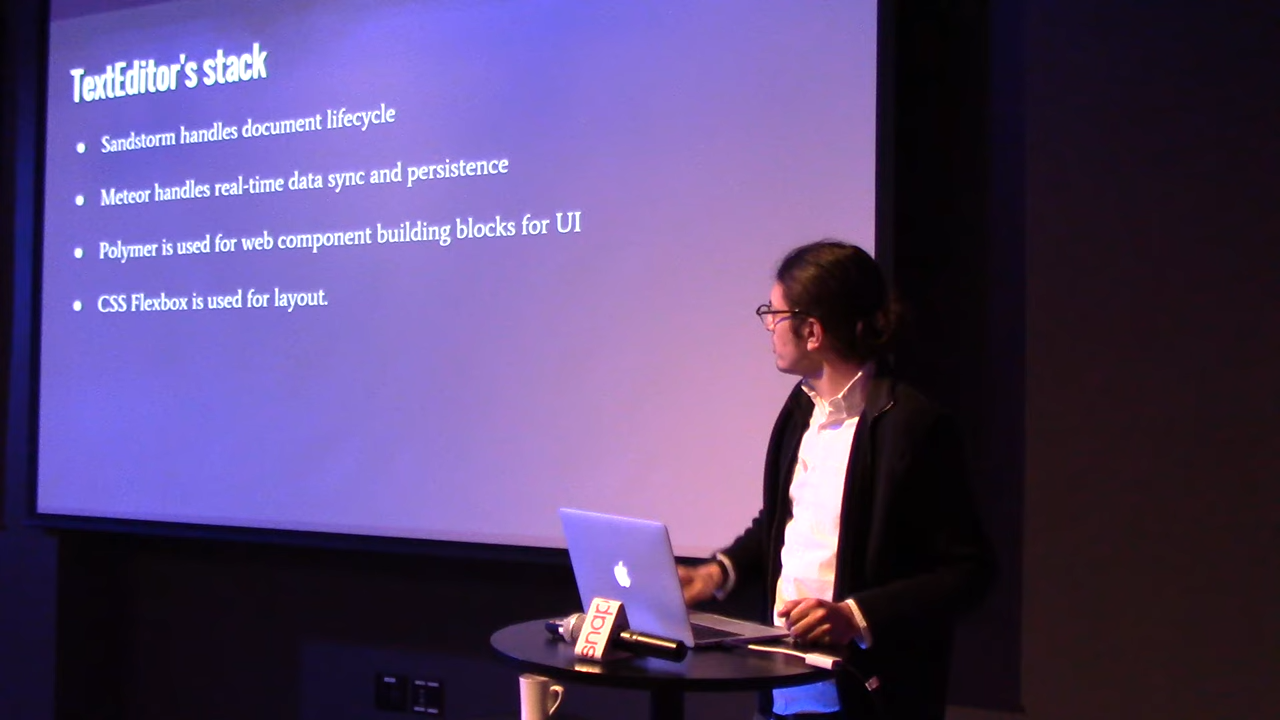 TextEditor's stack
Sandstorm handles document lifecycle
Meteor handles real-time data sync and persistence
Polymer is used for web component building blocks for UI
CSS Flexbox is used for layout.
snap